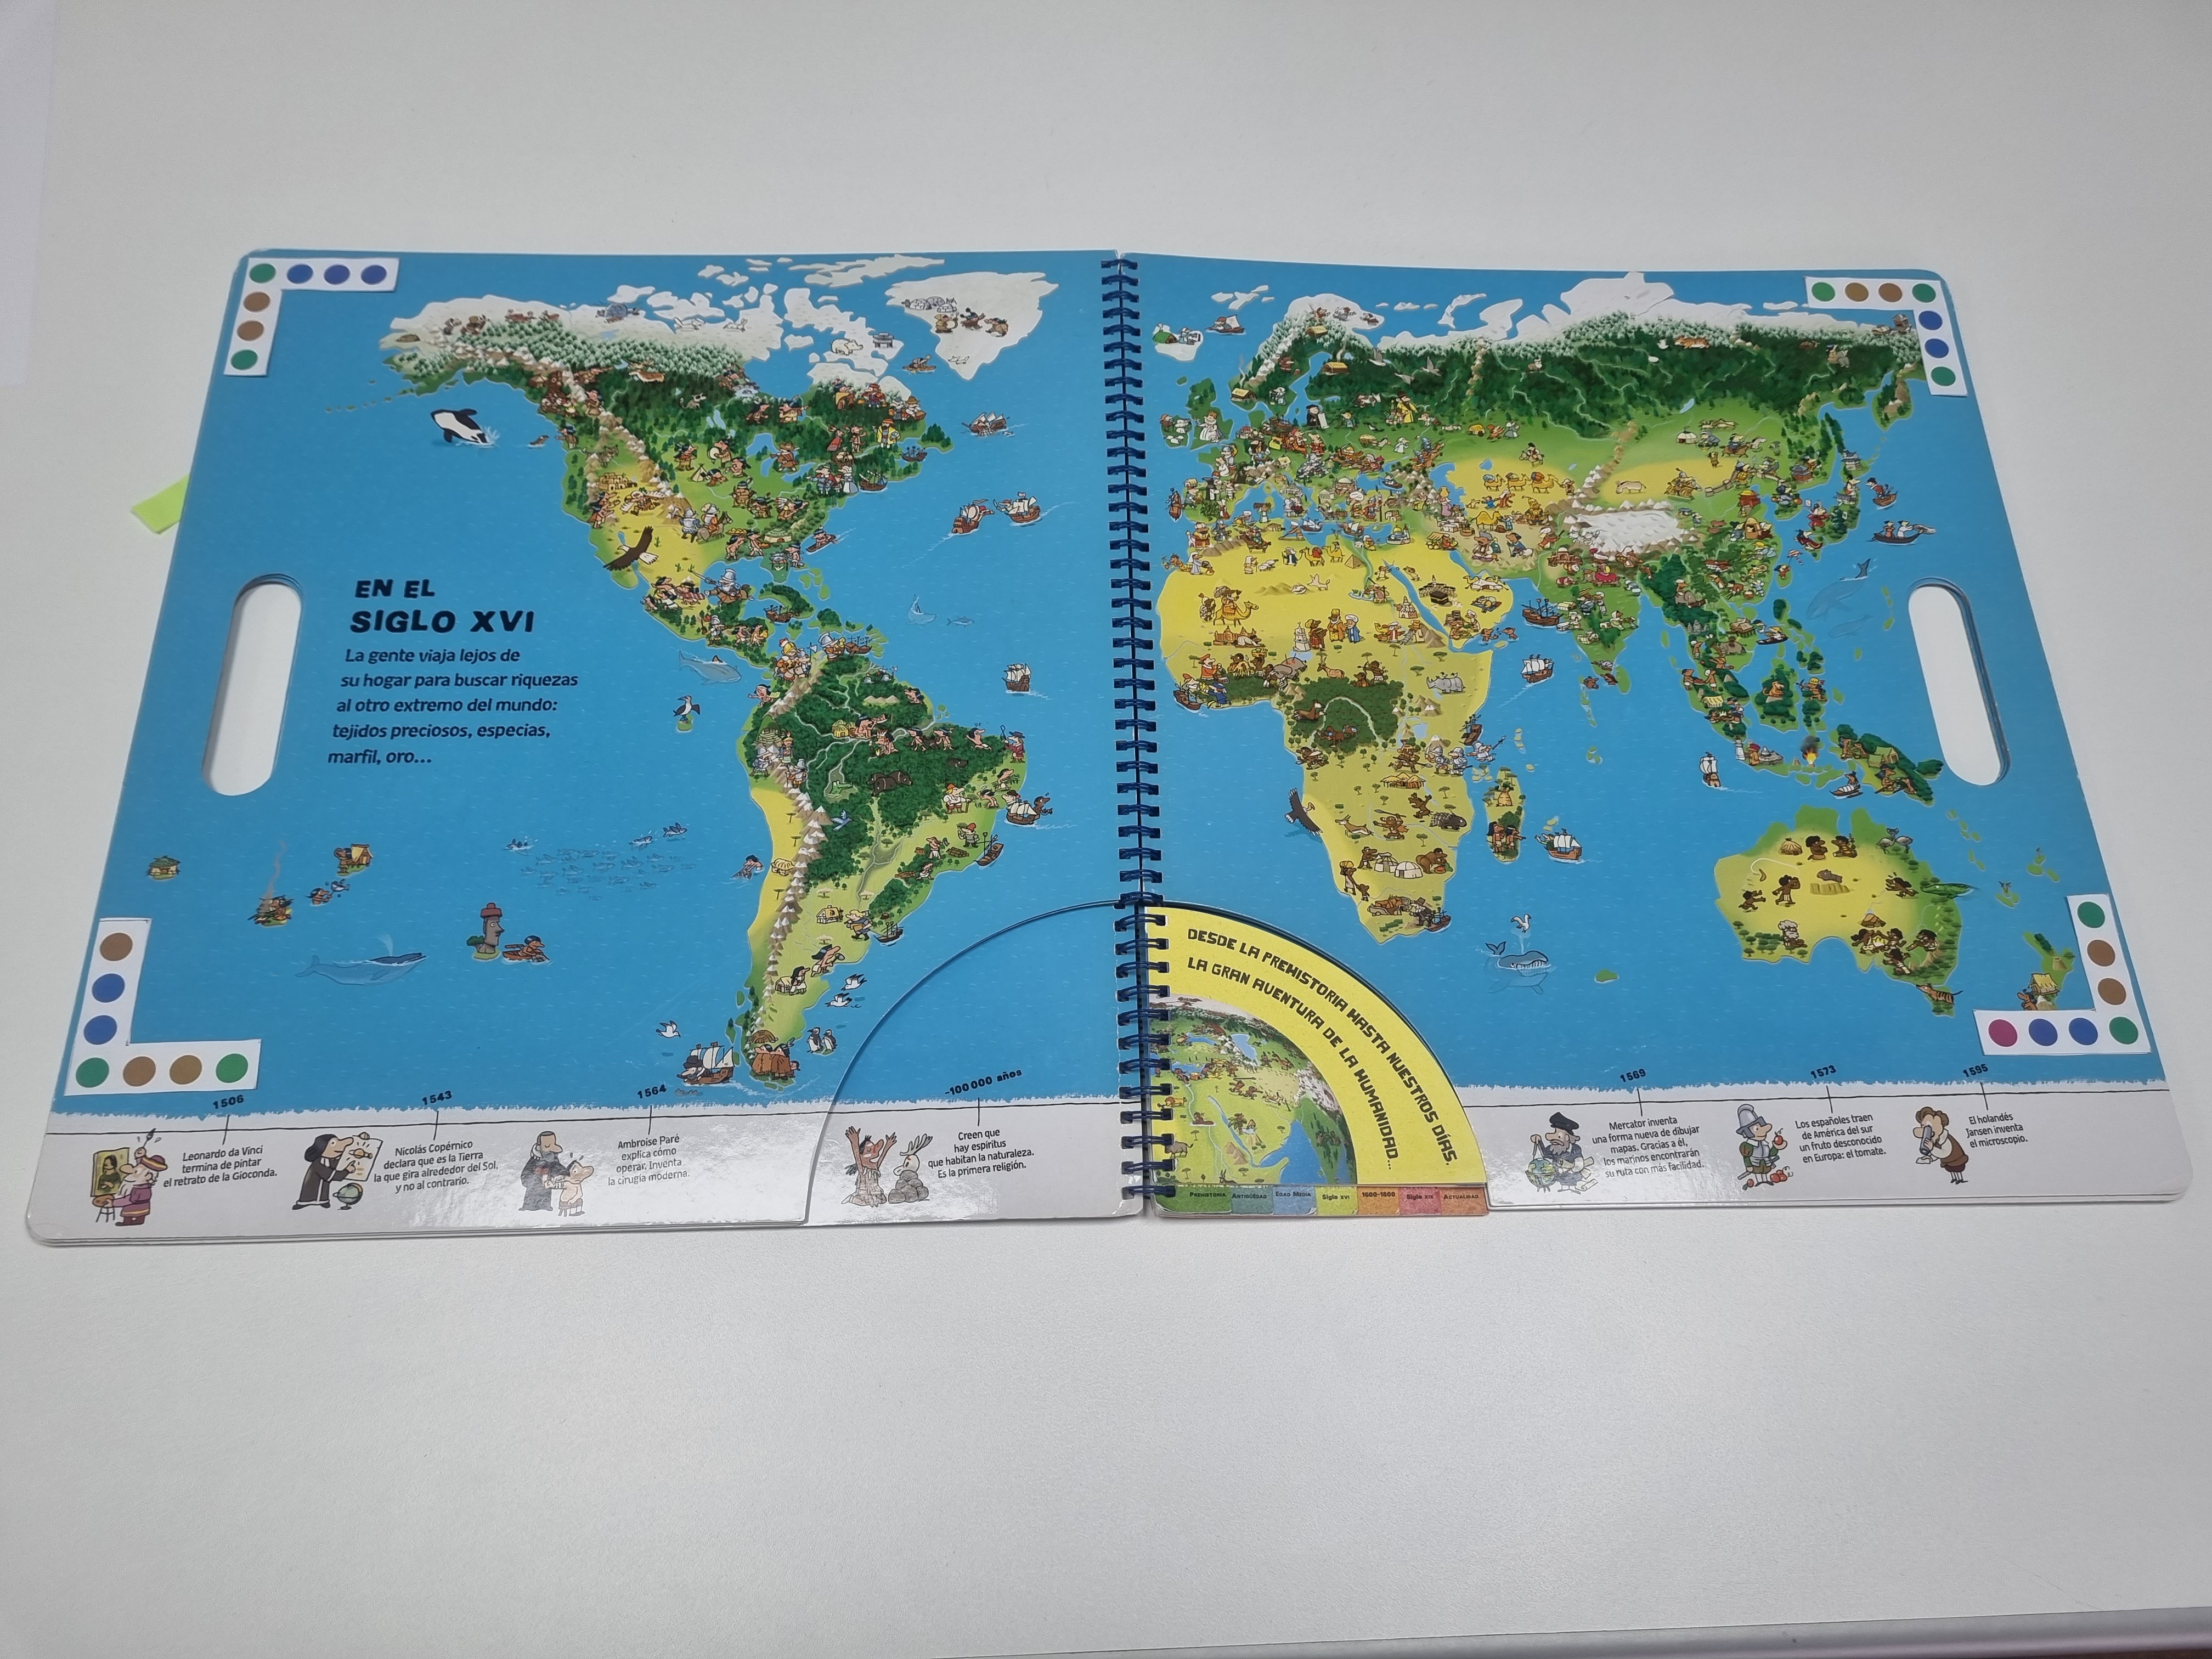 EN EL
SIGLO XVI
La gente viaja lejos de
su hogar para buscar riquezas
al otro extremo del mundo:
tejidos preciosos, especias,
marfil, oro...
1506
Leonardo da Vinci
termina de pintar
el retrato de la Gioconda.
1543
Nicolás Copérnico
declara que es la Tierra
la que gira alrededor del Sol,
y no al contrario.
1564
Ambroise Paré
explica cómo
operar. Inventa
la cirugía moderna.
-100 000 años
Creen que
hay espíritus
que habitan la naturaleza.
Es la primera religión.
DESDE LA PREHISTORIA HASTA NUESTROS DÍAS.
LA GRAN AVENTURA DE LA HUMANIDAD...
PREHISTORIA ANTIGÜEDAD EDAD MEDIA SIGLO XVI 1600-1800 SIGLO XIX ACTUALIDAD
1569
Mercator inventa
una forma nueva de dibujar
mapas. Gracias a él,
los marinos encontrarán
su ruta con más facilidad.
1573
Los españoles traen
de América del sur
un fruto desconocido
en Europa: el tomate.
1595
El holandés
Jansen inventa
el microscopio.